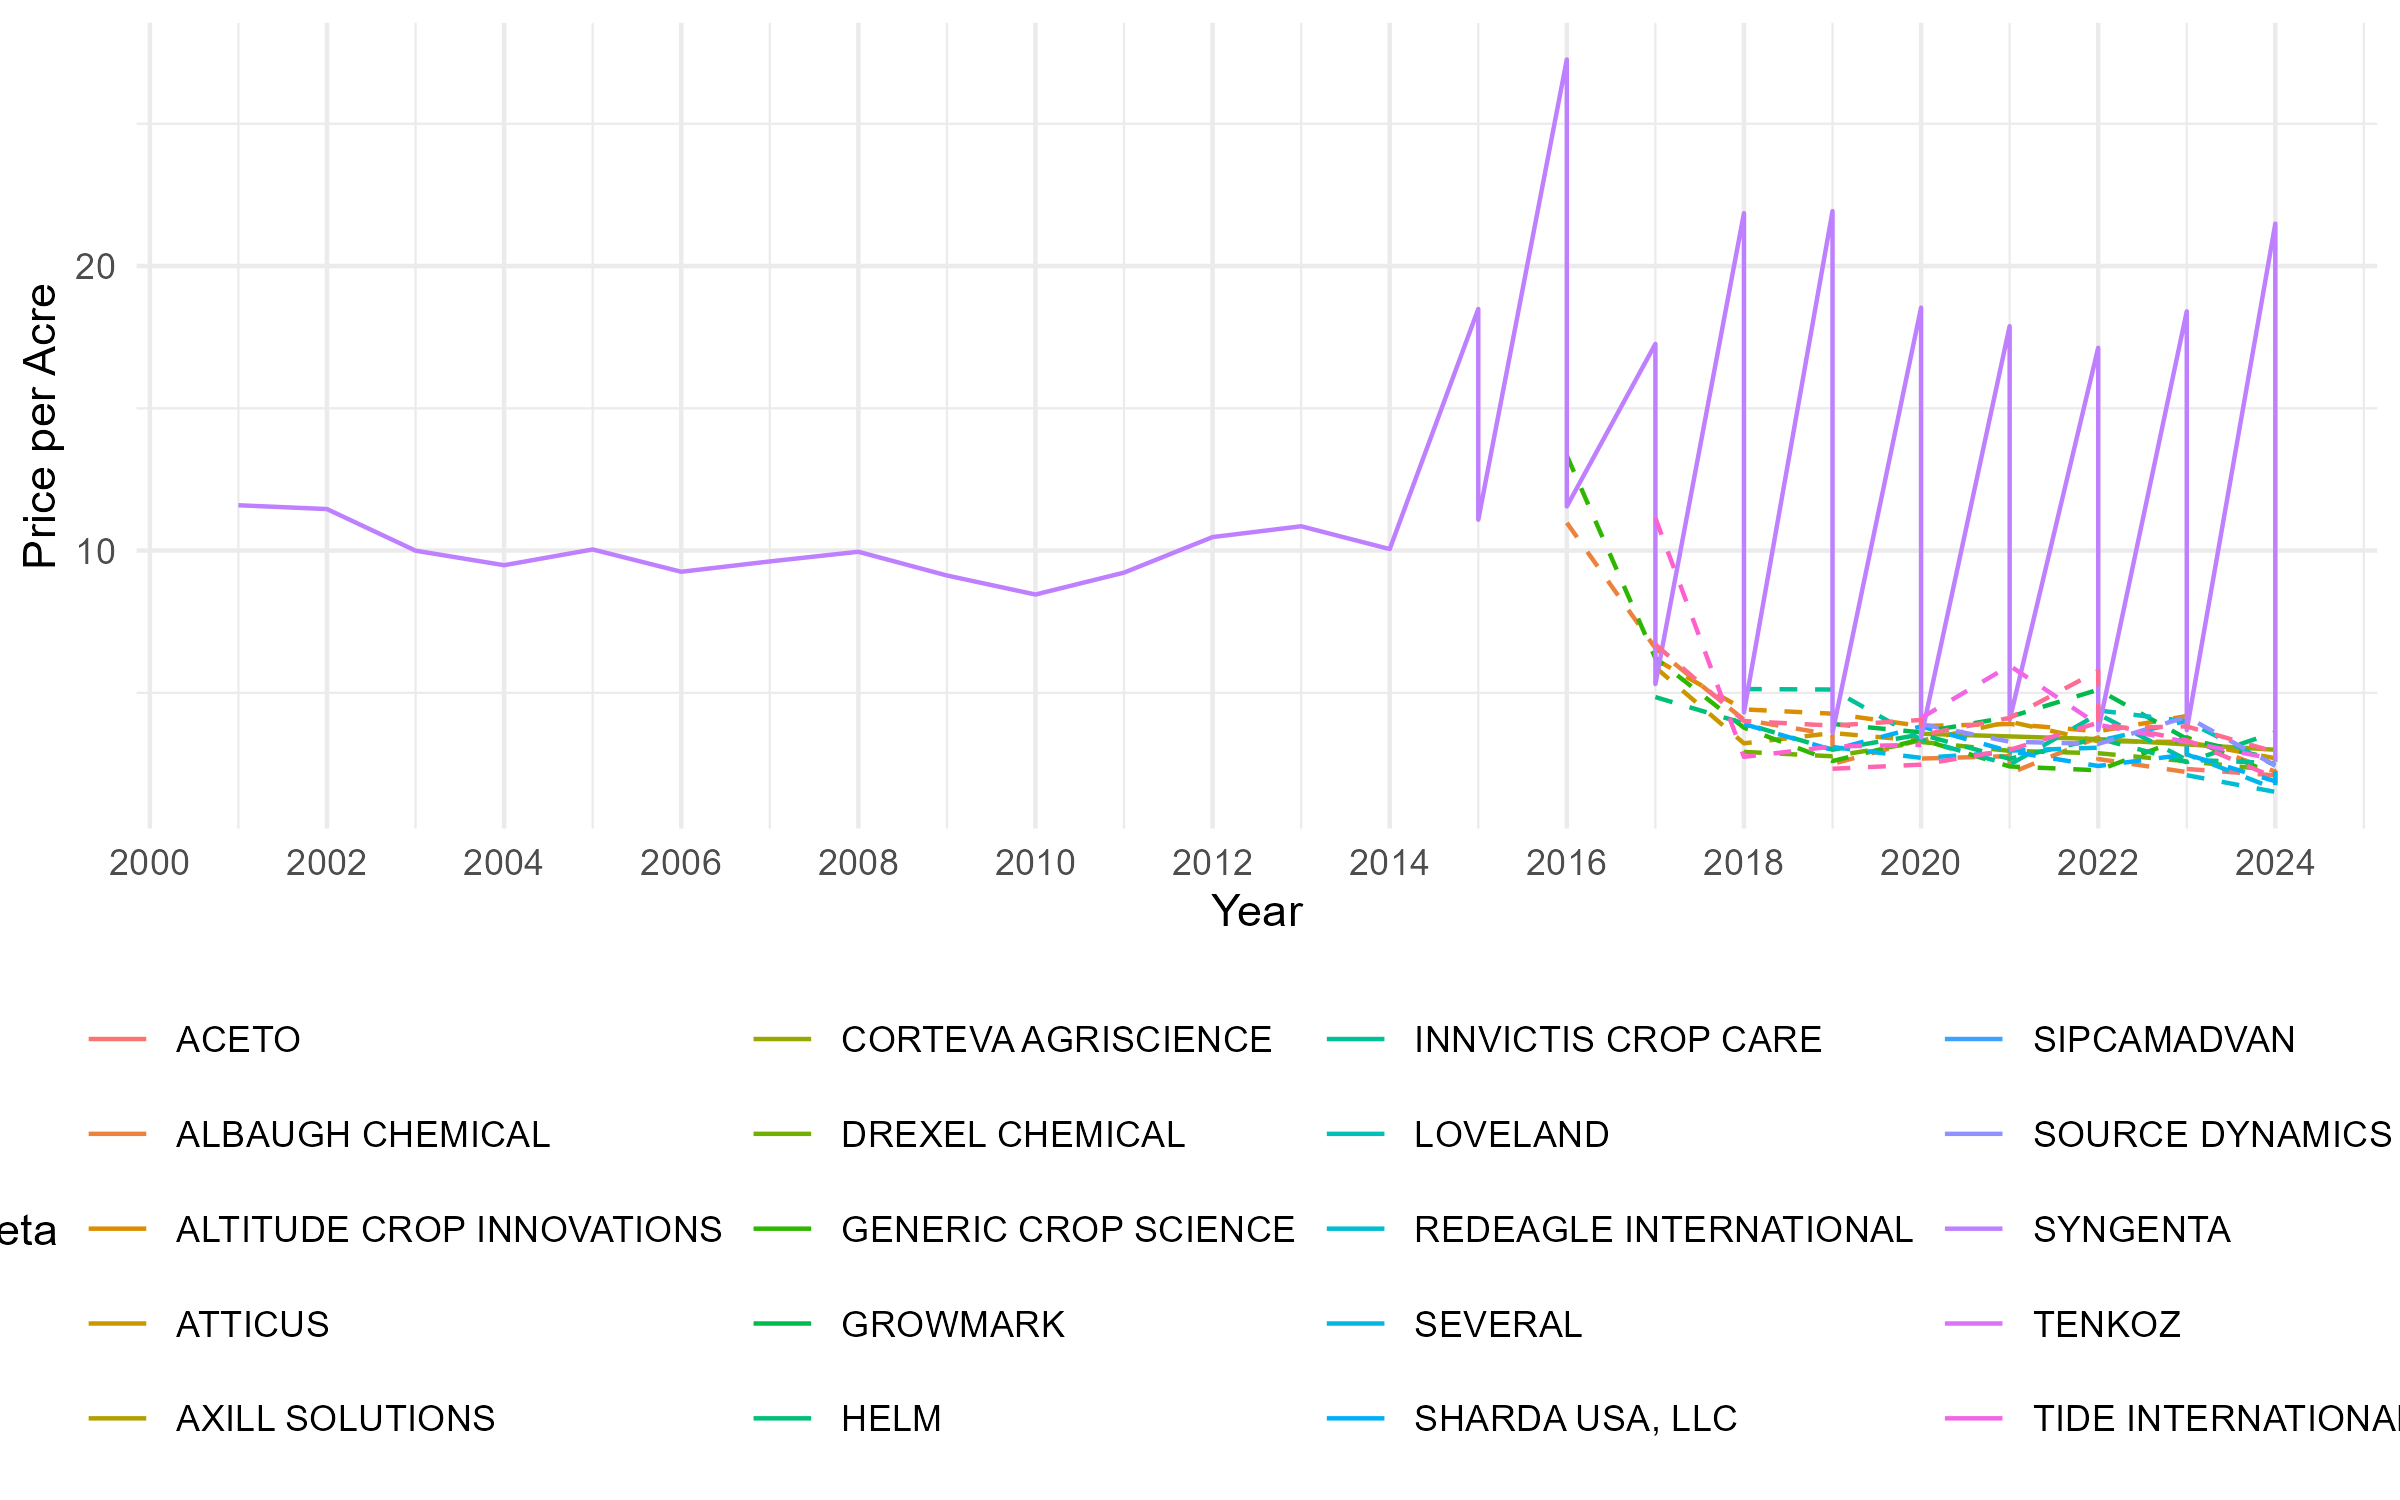 20
10
Price per Acre
2000 2002 2004 2006 2008 2010 2012 2014 2016 2018 2020 2022 2024
Year
ACETO CORTEVA AGRISCIENCE INNVICTIS CROP CARE SIPCAMADVAN
ALBAUGH CHEMICAL DREXEL CHEMICAL LOVELAND SOURCE DYNAMICS
eta ALTITUDE CROP INNOVATIONS GENERIC CROP SCIENCE REDEAGLE INTERNATIONAL SYNGENTA
ATTICUS GROWMARK SEVERAL TENKOZ
AXILL SOLUTIONS HELM SHARDA USA, LLC TIDE INTERNATIONAL